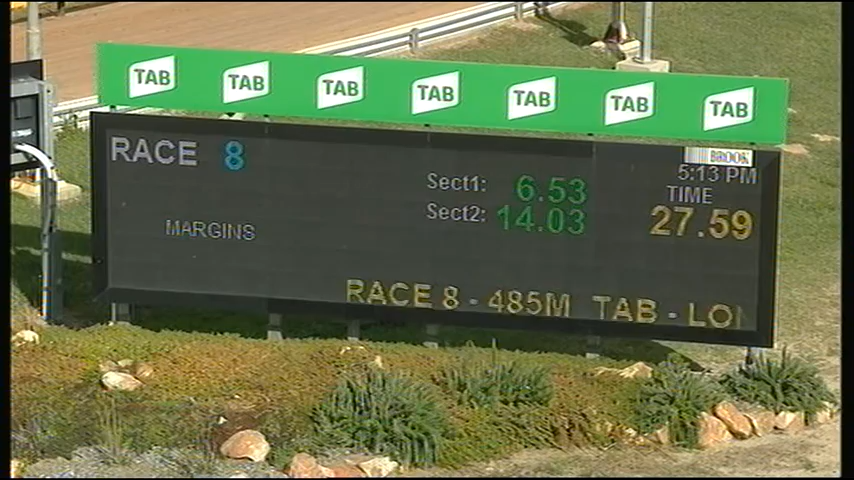 TAB TAB TAB TAB TAB TAB TAB
RACE 8
BROOK
5:13 PM
Sect1: 6.53
TIME
Sect2: 14.03
27.59
MARGINS
RACE 8 - 485M TAB - LO